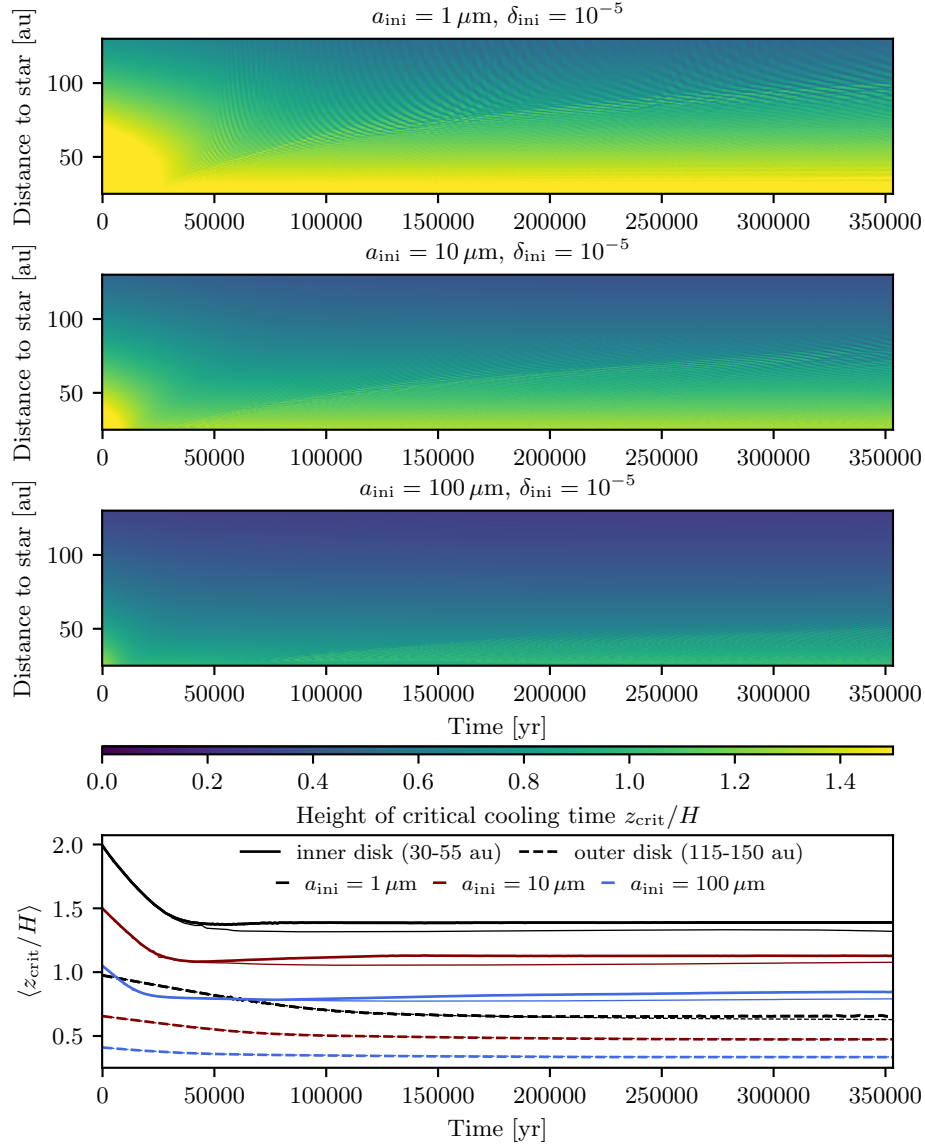 a_ini = 1 μm, δ_ini = 10⁻⁵
Distance to star [au]
100
50
0 50000 100000 150000 200000 250000 300000 350000
a_ini = 10 μm, δ_ini = 10⁻⁵
Distance to star [au]
100
50
0 50000 100000 150000 200000 250000 300000 350000
a_ini = 100 μm, δ_ini = 10⁻⁵
Distance to star [au]
100
50
0 50000 100000 150000 200000 250000 300000 350000
Time [yr]
0.0 0.2 0.4 0.6 0.8 1.0 1.2 1.4
Height of critical cooling time z_crit/H
⟨z_crit/H⟩
2.0
1.5
1.0
0.5
inner disk (30-55 au) outer disk (115-150 au)
a_ini = 1 μm a_ini = 10 μm a_ini = 100 μm
0 50000 100000 150000 200000 250000 300000 350000
Time [yr]